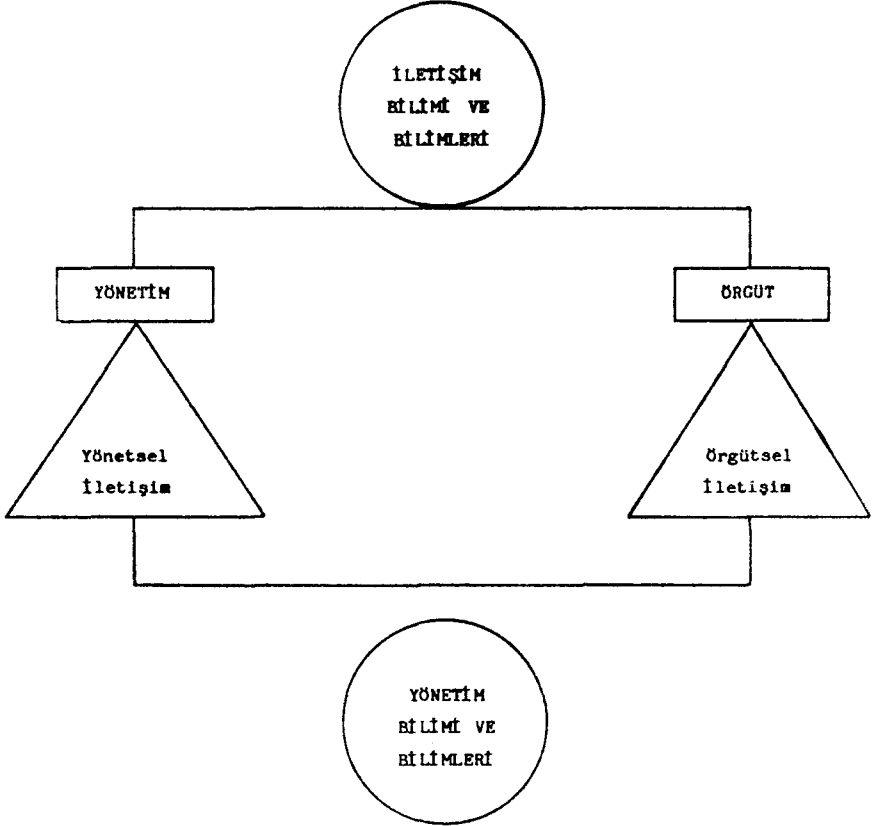 İLETİŞİM
BİLİMİ VE
BİLİMLERİ
YÖNETİM
ÖRGÜT
Yönetsel
İletişim
Örgütsel
İletişim
YÖNETİM
BİLİMİ VE
BİLİMLERİ